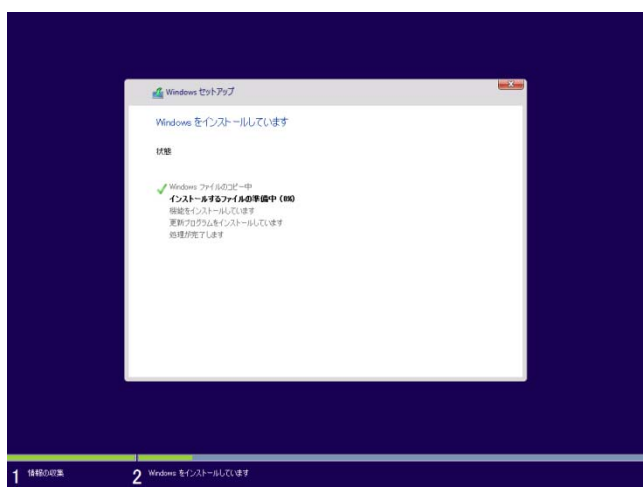 Windows セットアップ
Windows をインストールしています
状態
Windows ファイルのコピー中
インストールするファイルの準備中 (8%)
機能をインストールしています
更新プログラムをインストールしています
処理が完了します
1 情報の収集
2 Windows をインストールしています